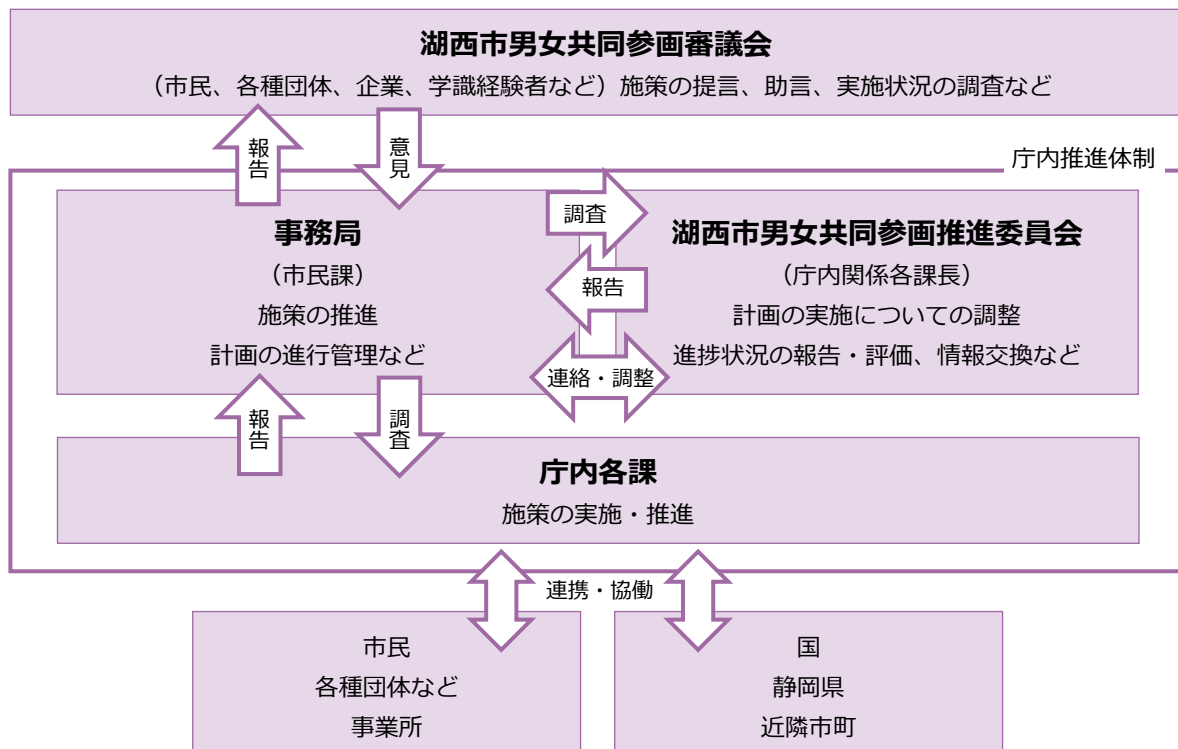 湖西市男女共同参画審議会
（市民、各種団体、企業、学識経験者など）施策の提言、助言、実施状況の調査など
報告
意見
庁内推進体制
事務局
（市民課）
施策の推進
計画の進行管理など
調査
報告
連絡・調整
湖西市男女共同参画推進委員会
（庁内関係各課長）
計画の実施についての調整
進捗状況の報告・評価、情報交換など
報告
調査
庁内各課
施策の実施・推進
連携・協働
市民
各種団体など
事業所
国
静岡県
近隣市町